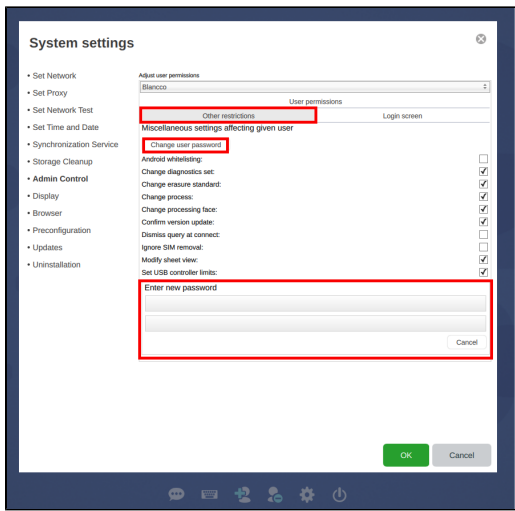 System settings
• Set Network
• Set Proxy
• Set Network Test
• Set Time and Date
• Synchronization Service
• Storage Cleanup
• Admin Control
• Display
• Browser
• Preconfiguration
• Updates
• Uninstallation
Adjust user permissions
Blancco
User permissions
Other restrictions
Login screen
Miscellaneous settings affecting given user
Change user password
Android whitelisting:
Change diagnostics set:
Change erasure standard:
Change process:
Change processing face:
Confirm version update:
Dismiss query at connect:
Ignore SIM removal:
Modify sheet view:
Set USB controller limits:
Enter new password
Cancel
OK
Cancel